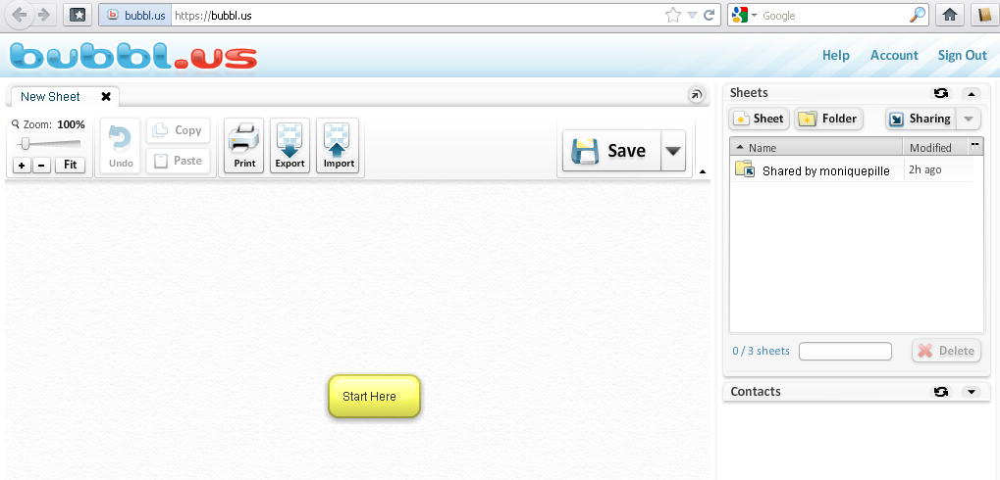 bubbl.us https://bubbl.us Google
bubbl.us
Help Account Sign Out
New Sheet
Zoom: 100%
Fit
Undo
Copy
Paste
Print
Export
Import
Save
Sheets
Sheet Folder Sharing
Name Modified
Shared by moniquepille 2h ago
0 / 3 sheets Delete
Contacts
Start Here